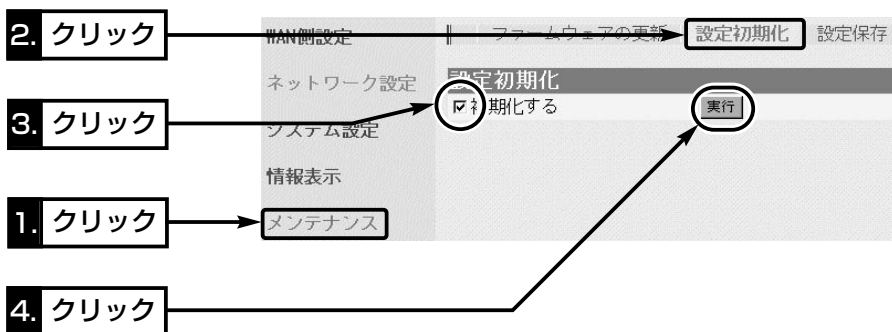 2. クリック
WAN側設定
ファームウェアの更新 設定初期化 設定保存
ネットワーク設定
設定初期化
初期化する 実行
3. クリック
システム設定
情報表示
1. クリック
メンテナンス
4. クリック